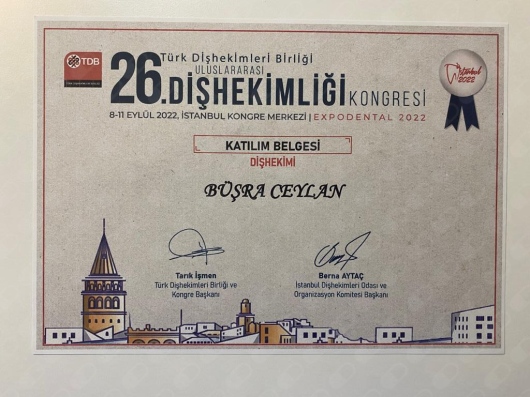 TDB
Türk Dişhekimleri Birliği
ULUSLARARASI
26.DİŞHEKİMLİĞİ KONGRESİ
8-11 EYLÜL 2022, İSTANBUL KONGRE MERKEZİ | EXPODENTAL 2022
İstanbul
2022
KATILIM BELGESİ
DİŞHEKİMİ
BÜŞRA CEYLAN
Tarık İşmen
Türk Dişhekimleri Birliği ve
Kongre Başkanı
Berna AYTAÇ
İstanbul Dişhekimleri Odası ve
Organizasyon Komitesi Başkanı